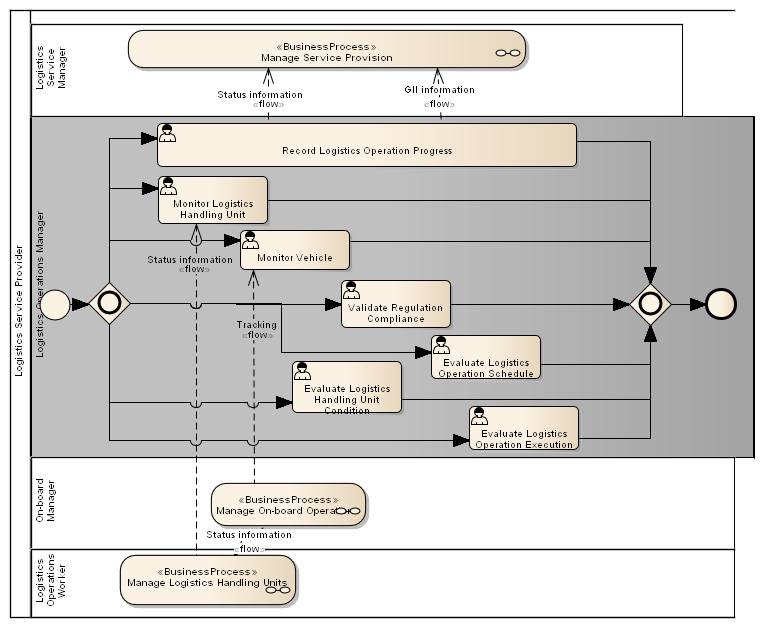 Logistics Service Provider
Logistics
Service
Manager
«BusinessProcess»
Manage Service Provision
Status information
«flow»
GII information
«flow»
Logistics Operations Manager
Record Logistics Operation Progress
Monitor Logistics
Handling Unit
Monitor Vehicle
Status information
«flow»
Validate Regulation
Compliance
Tracking
«flow»
Evaluate Logistics
Operation Schedule
Evaluate Logistics
Handling Unit
Condition
Evaluate Logistics
Operation Execution
On-board
Manager
«BusinessProcess»
Manage On-board Operation
Status information
«flow»
Logistics
Operations
Worker
«BusinessProcess»
Manage Logistics Handling Units